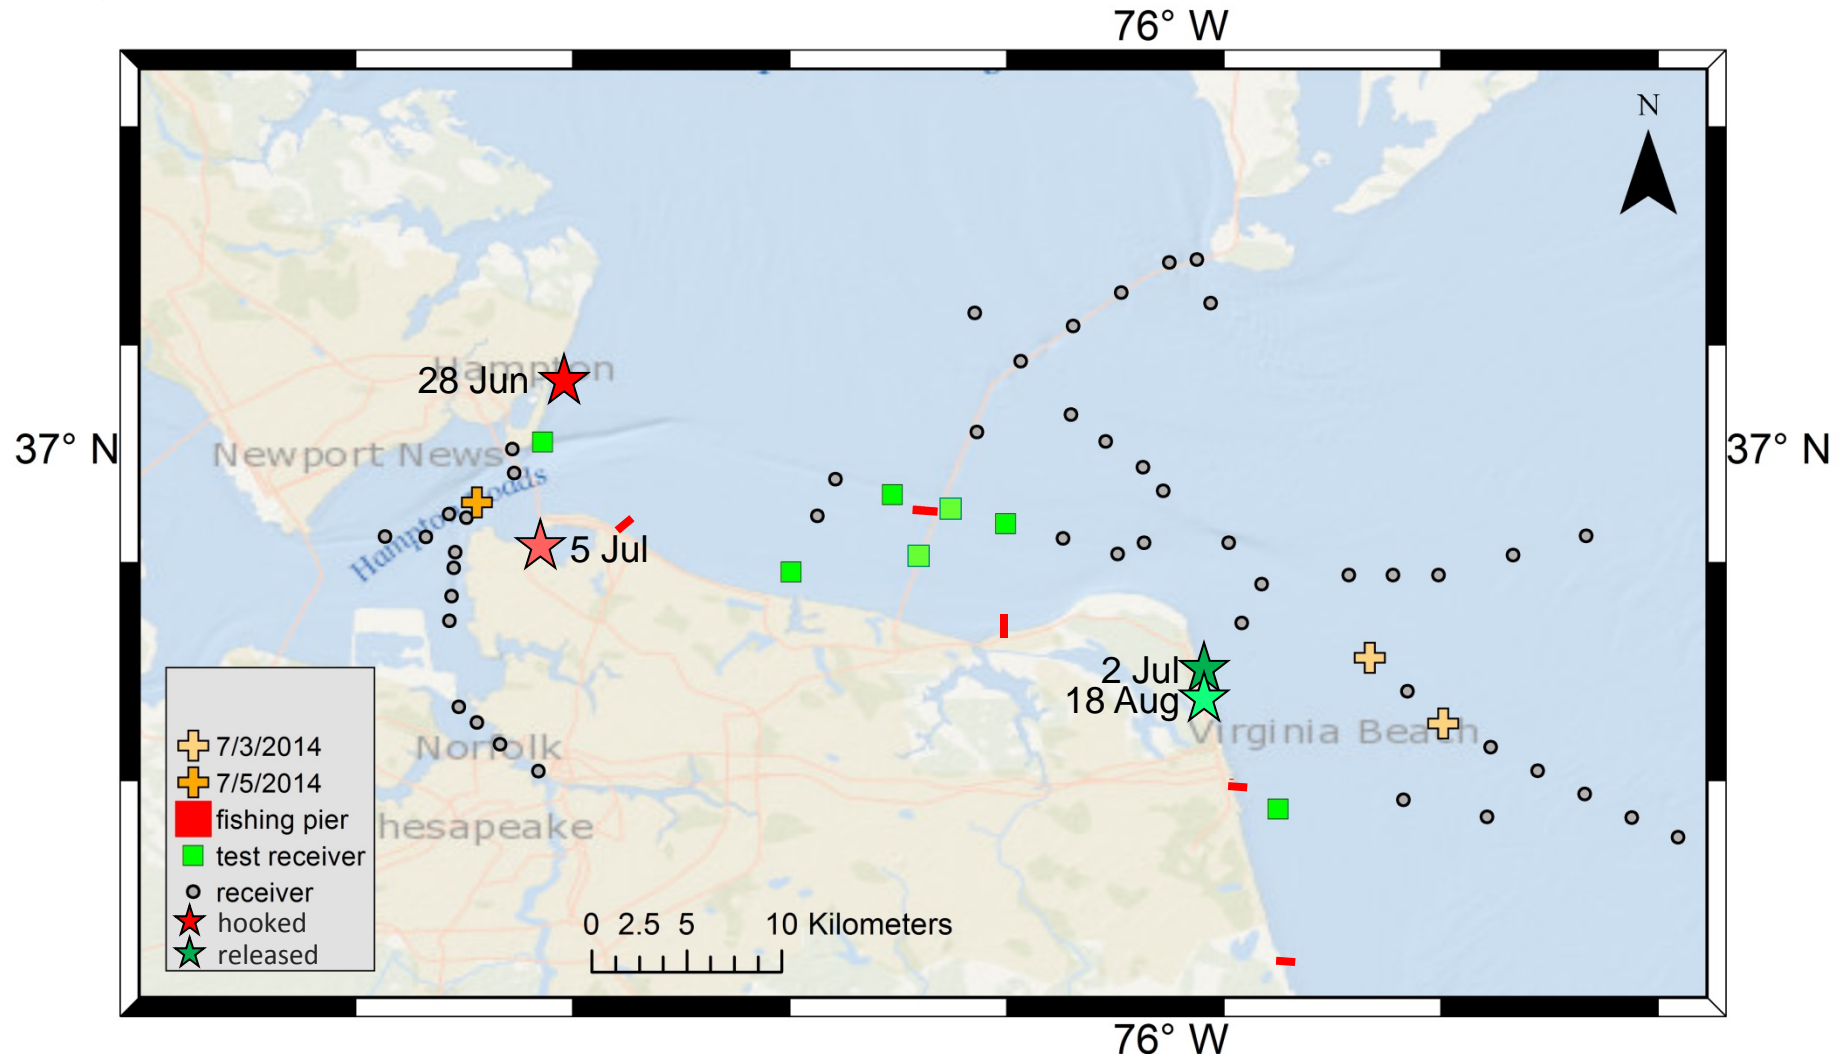 76° W
N
Hampton
28 Jun
37° N
Newport News
37° N
Hampton Roads
5 Jul
2 Jul
18 Aug
Virginia Beach
Norfolk
hesapeake
7/3/2014
7/5/2014
fishing pier
test receiver
receiver
hooked
released
0 2.5 5 10 Kilometers
76° W